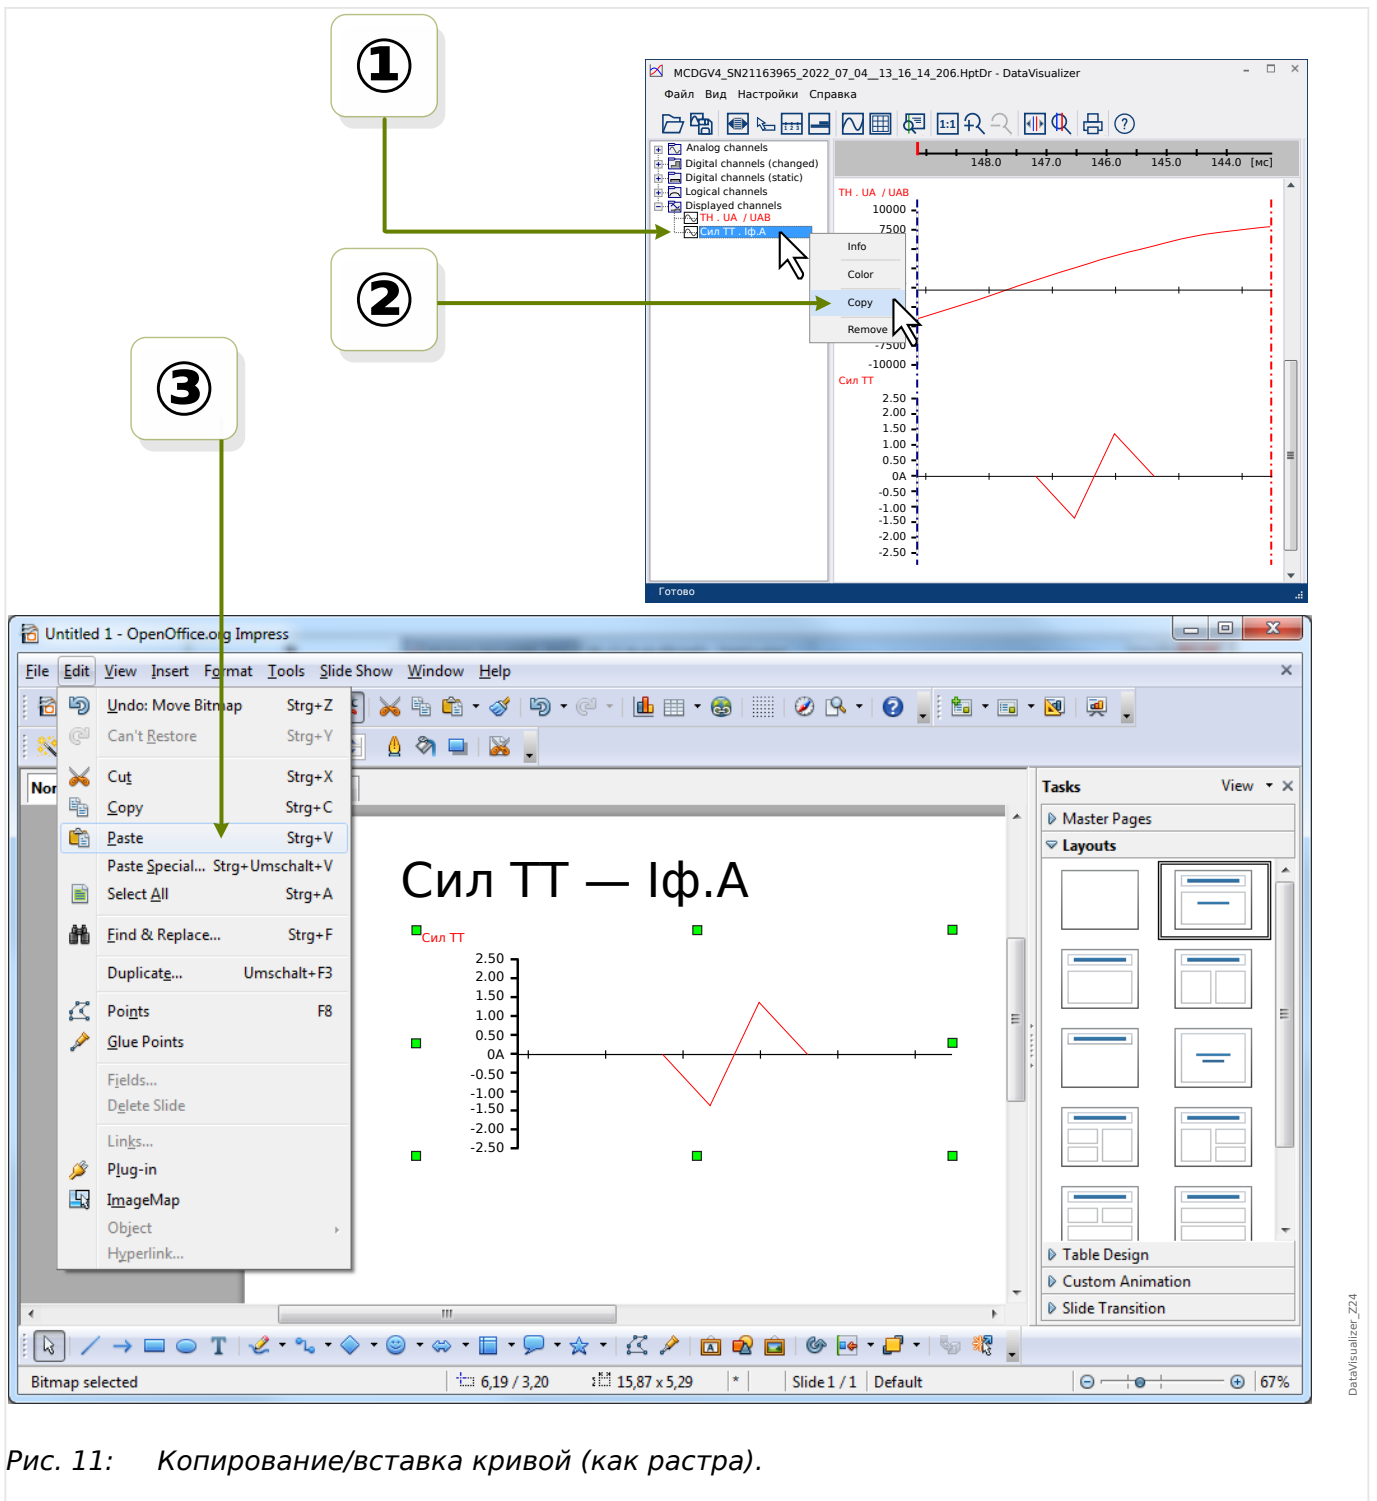 ①
MCDGV4_SN21163965_2022_07_04__13_16_14_206.HptDr - DataVisualizer
Файл Вид Настройки Справка
1:1
Analog channels
Digital channels (changed)
Digital channels (static)
Logical channels
Displayed channels
ТН . UA / UAB
Сил ТТ . Iф.А
148.0 147.0 146.0 145.0 144.0 [мс]
ТН . UA / UAB
10000
7500
-7500
-10000
②
Info
Color
Copy
Remove
③
Сил ТТ
2.50
2.00
1.50
1.00
0.50
0A
-0.50
-1.00
-1.50
-2.00
-2.50
Готово
Untitled 1 - OpenOffice.org Impress
File Edit View Insert Format Tools Slide Show Window Help
Undo: Move Bitmap Strg+Z
Can't Restore Strg+Y
Cut Strg+X
Copy Strg+C
Paste Strg+V
Paste Special... Strg+Umschalt+V
Select All Strg+A
Find & Replace... Strg+F
Duplicate... Umschalt+F3
Points F8
Glue Points
Fields...
Delete Slide
Links...
Plug-in
ImageMap
Object
Hyperlink...
Nor
Сил ТТ — Iф.А
Сил ТТ
2.50
2.00
1.50
1.00
0.50
0A
-0.50
-1.00
-1.50
-2.00
-2.50
Tasks View
Master Pages
Layouts
Table Design
Custom Animation
Slide Transition
Bitmap selected 6,19 / 3,20 15,87 x 5,29 * Slide 1 / 1 Default 67%
DataVisualizer_Z24
Рис. 11: Копирование/вставка кривой (как растра).